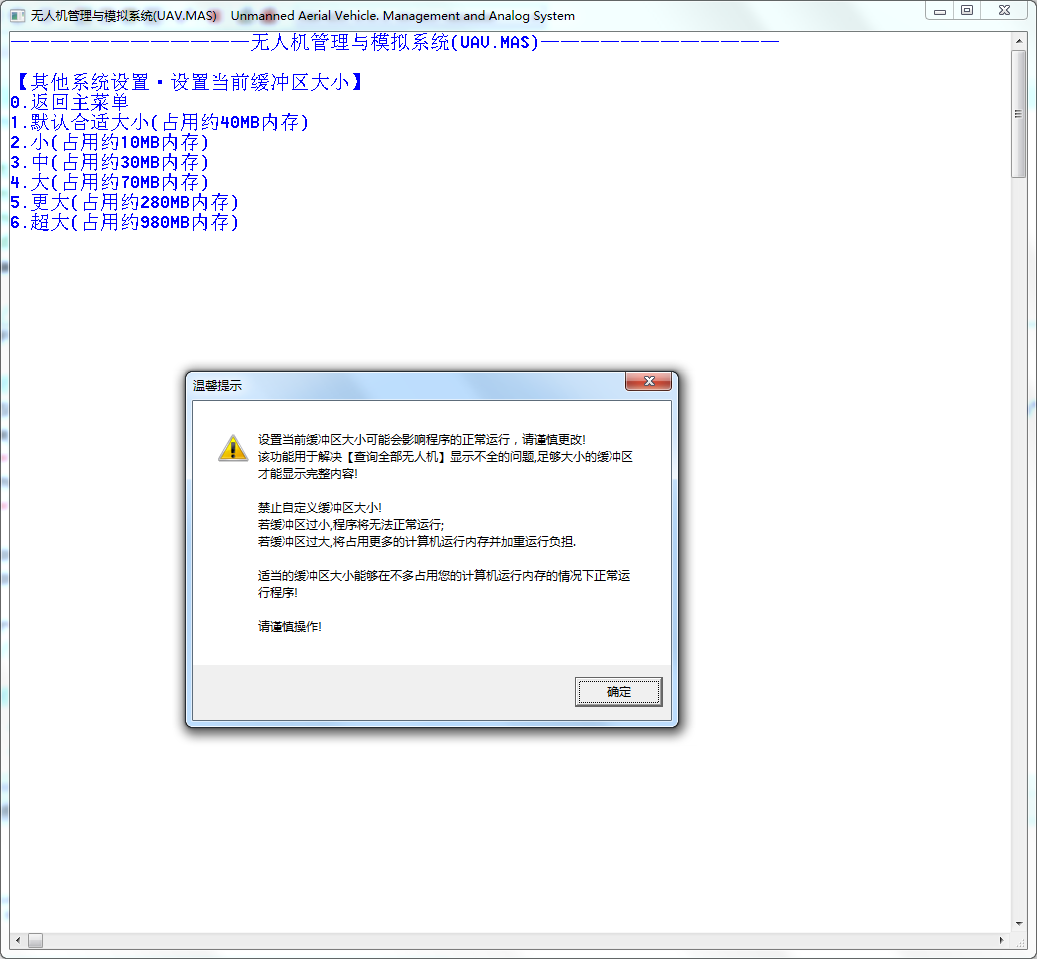 无人机管理与模拟系统(UAV.MAS) Unmanned Aerial Vehicle. Management and Analog System
————————————无人机管理与模拟系统(UAV.MAS)————————————
【其他系统设置·设置当前缓冲区大小】
0.返回主菜单
1.默认合适大小(占用约40MB内存)
2.小(占用约10MB内存)
3.中(占用约30MB内存)
4.大(占用约70MB内存)
5.更大(占用约280MB内存)
6.超大(占用约980MB内存)
温馨提示
设置当前缓冲区大小可能会影响程序的正常运行，请谨慎更改!
该功能用于解决【查询全部无人机】显示不全的问题,足够大小的缓冲区
才能显示完整内容!
禁止自定义缓冲区大小!
若缓冲区过小,程序将无法正常运行;
若缓冲区过大,将占用更多的计算机运行内存并加重运行负担.
适当的缓冲区大小能够在不多占用您的计算机运行内存的情况下正常运
行程序!
请谨慎操作!
确定